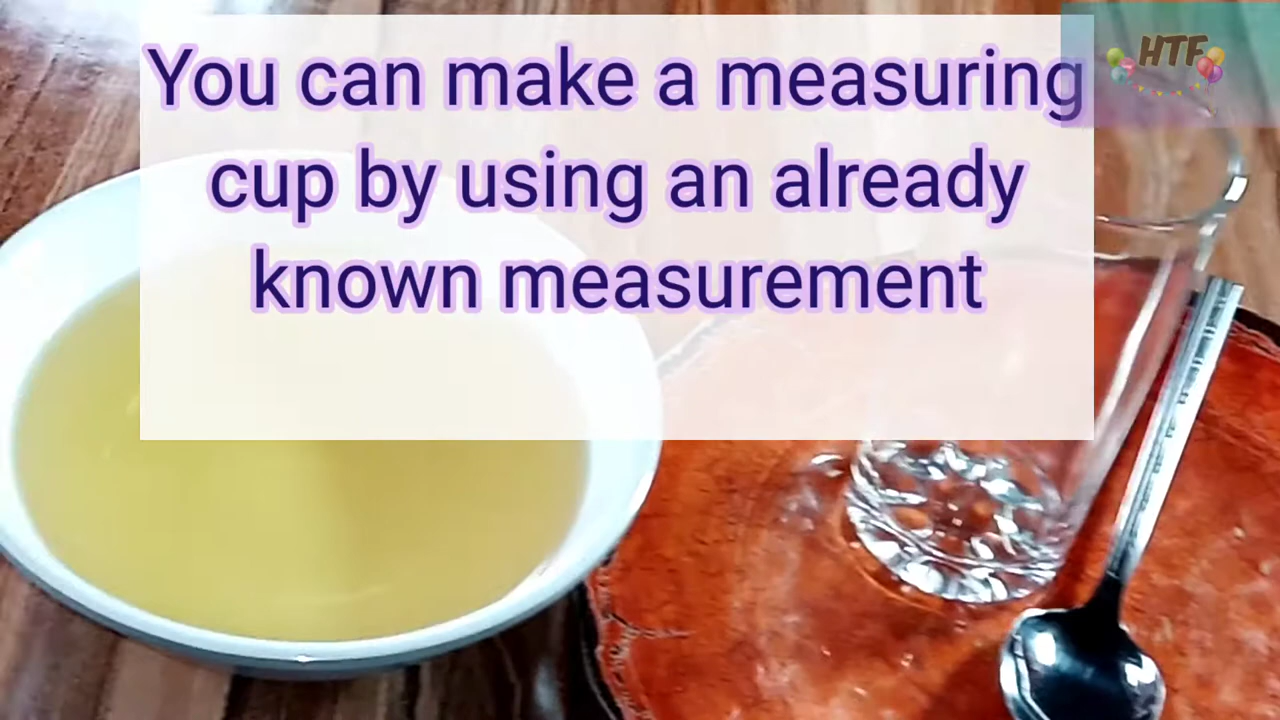 You can make a measuring
cup by using an already
known measurement
HTF